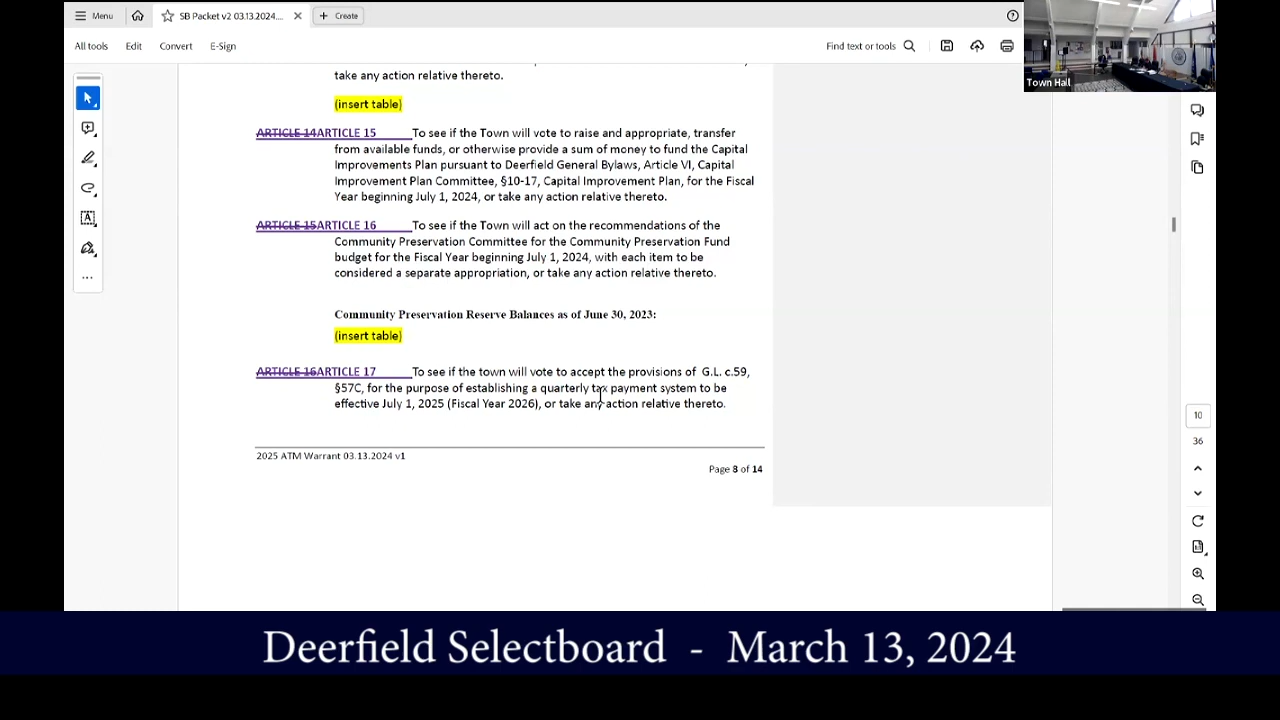 Menu
SB Packet v2 03.13.2024...
Create
All tools
Edit
Convert
E-Sign
Find text or tools
Town Hall
take any action relative thereto.
(insert table)
ARTICLE 14ARTICLE 15 To see if the Town will vote to raise and appropriate, transfer
from available funds, or otherwise provide a sum of money to fund the Capital
Improvements Plan pursuant to Deerfield General Bylaws, Article VI, Capital
Improvement Plan Committee, §10-17, Capital Improvement Plan, for the Fiscal
Year beginning July 1, 2024, or take any action relative thereto.
ARTICLE 15ARTICLE 16 To see if the Town will act on the recommendations of the
Community Preservation Committee for the Community Preservation Fund
budget for the Fiscal Year beginning July 1, 2024, with each item to be
considered a separate appropriation, or take any action relative thereto.
Community Preservation Reserve Balances as of June 30, 2023:
(insert table)
ARTICLE 16ARTICLE 17 To see if the town will vote to accept the provisions of G.L. c.59,
§57C, for the purpose of establishing a quarterly tax payment system to be
effective July 1, 2025 (Fiscal Year 2026), or take any action relative thereto.
2025 ATM Warrant 03.13.2024 v1
Page 8 of 14
10
36
Deerfield Selectboard - March 13, 2024